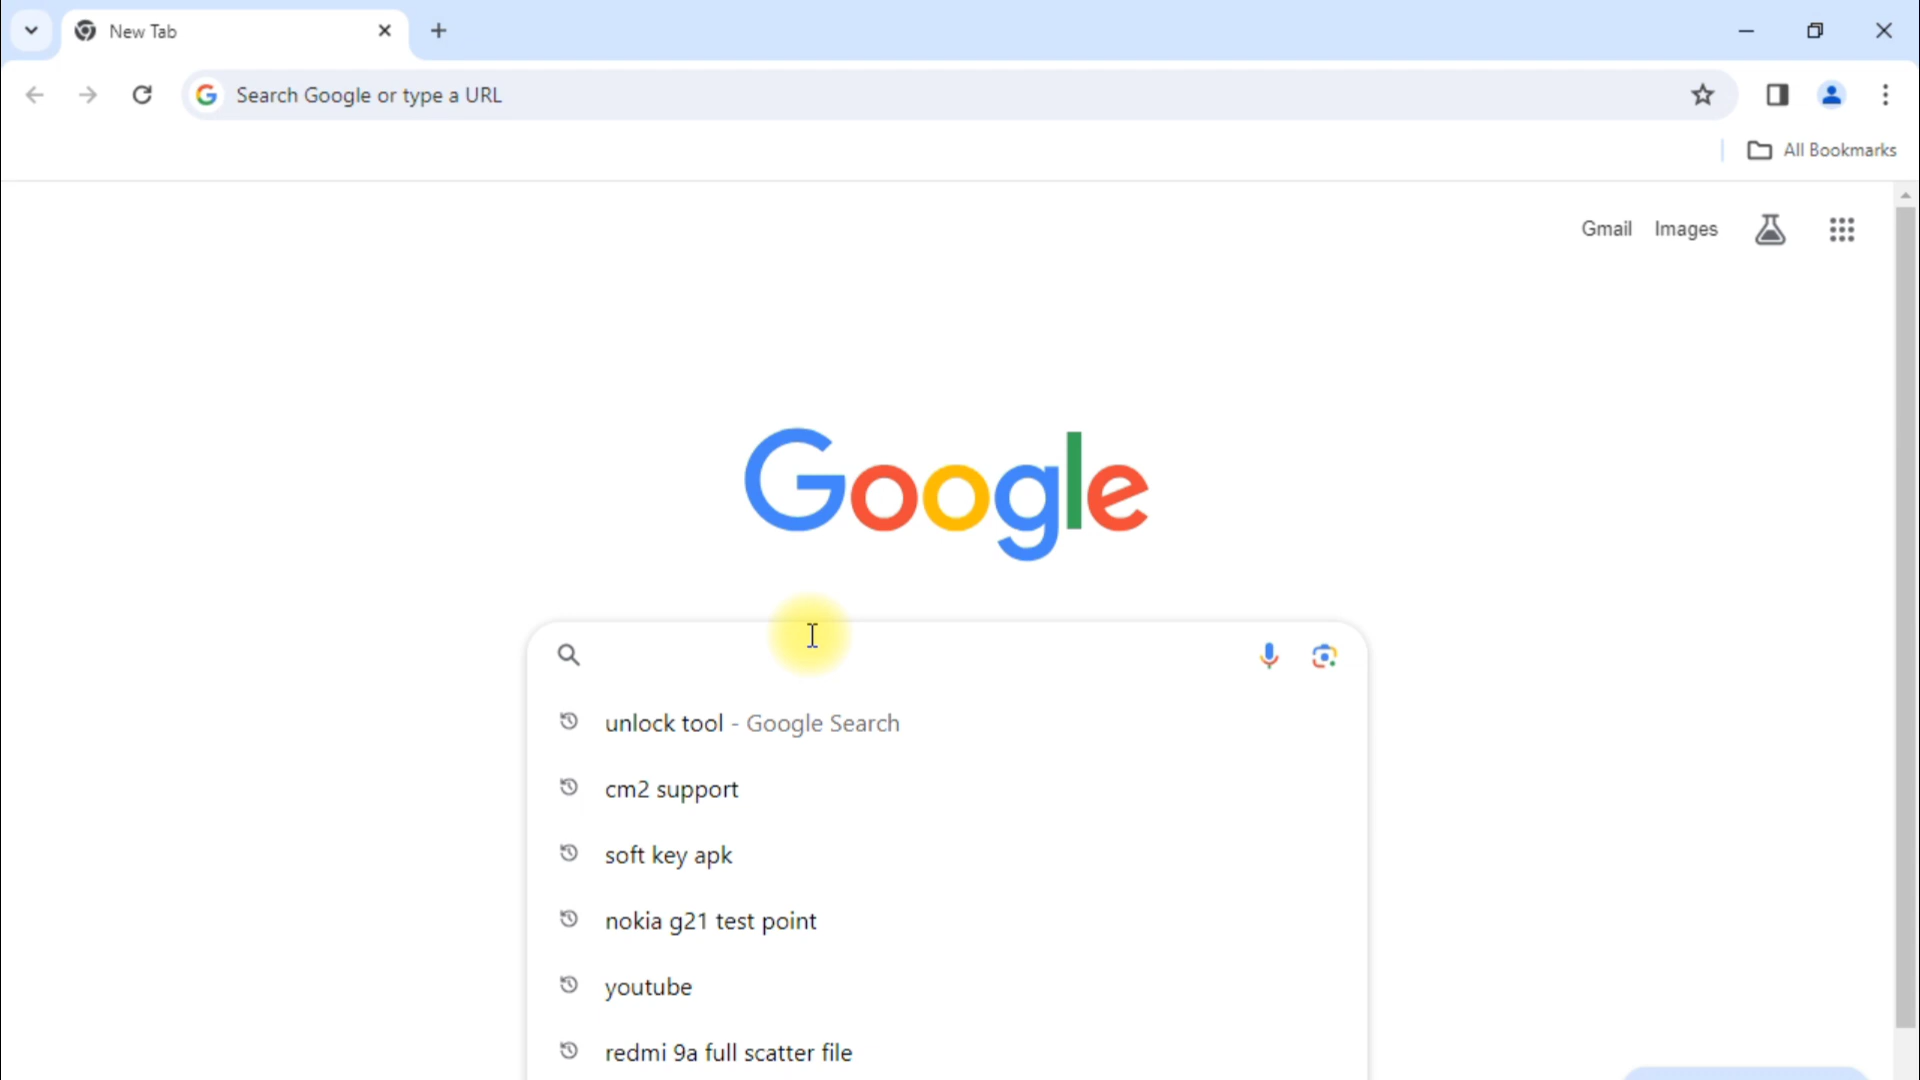 New Tab
Search Google or type a URL
All Bookmarks
Gmail Images
Google
unlock tool - Google Search
cm2 support
soft key apk
nokia g21 test point
youtube
redmi 9a full scatter file